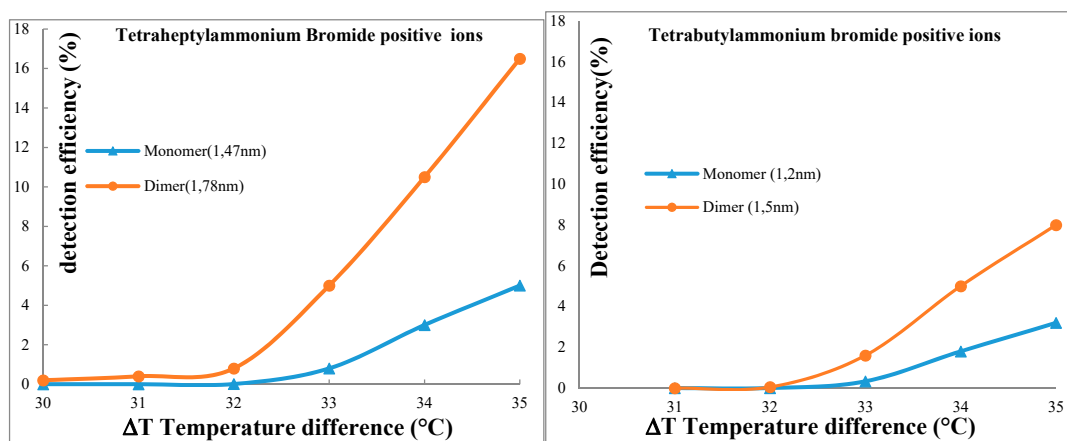 Tetraheptylammonium Bromide positive ions
detection efficiency (%)
18
16
14
12
10
8
6
4
2
0
Monomer(1,47nm)
Dimer(1,78nm)
30 31 32 33 34 35
ΔT Temperature difference (°C)
Tetrabutylammonium bromide positive ions
Detection efficiency(%)
18
16
14
12
10
8
6
4
2
0
Monomer (1,2nm)
Dimer (1,5nm)
30 31 32 33 34 35
ΔT Temperature difference (°C)